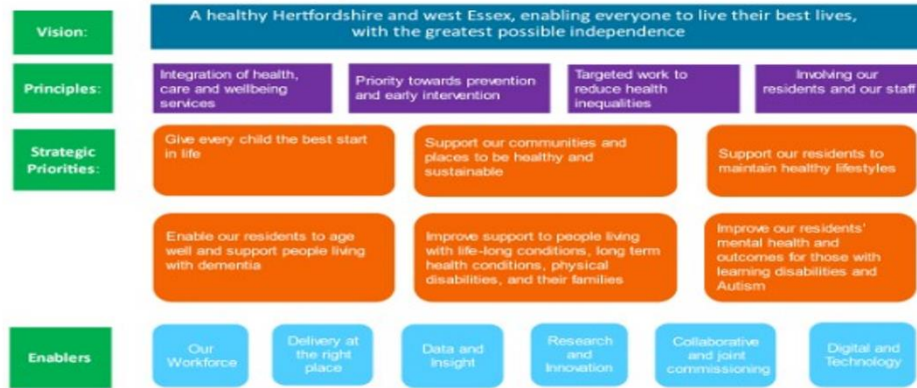 Vision:
A healthy Hertfordshire and west Essex, enabling everyone to live their best lives,
with the greatest possible independence
Principles:
Integration of health,
care and wellbeing
services
Priority towards prevention
and early intervention
Targeted work to
reduce health
inequalities
Involving our
residents and our staff
Strategic
Priorities:
Give every child the best start
in life
Support our communities and
places to be healthy and
sustainable
Support our residents to
maintain healthy lifestyles
Enable our residents to age
well and support people living
with dementia
Improve support to people living
with life-long conditions, long term
health conditions, physical
disabilities, and their families
Improve our residents'
mental health and
outcomes for those with
learning disabilities and
Autism
Enablers
Our
Workforce
Delivery at
the right
place
Data and
Insight
Research
and
Innovation
Collaborative
and joint
commissioning
Digital and
Technology